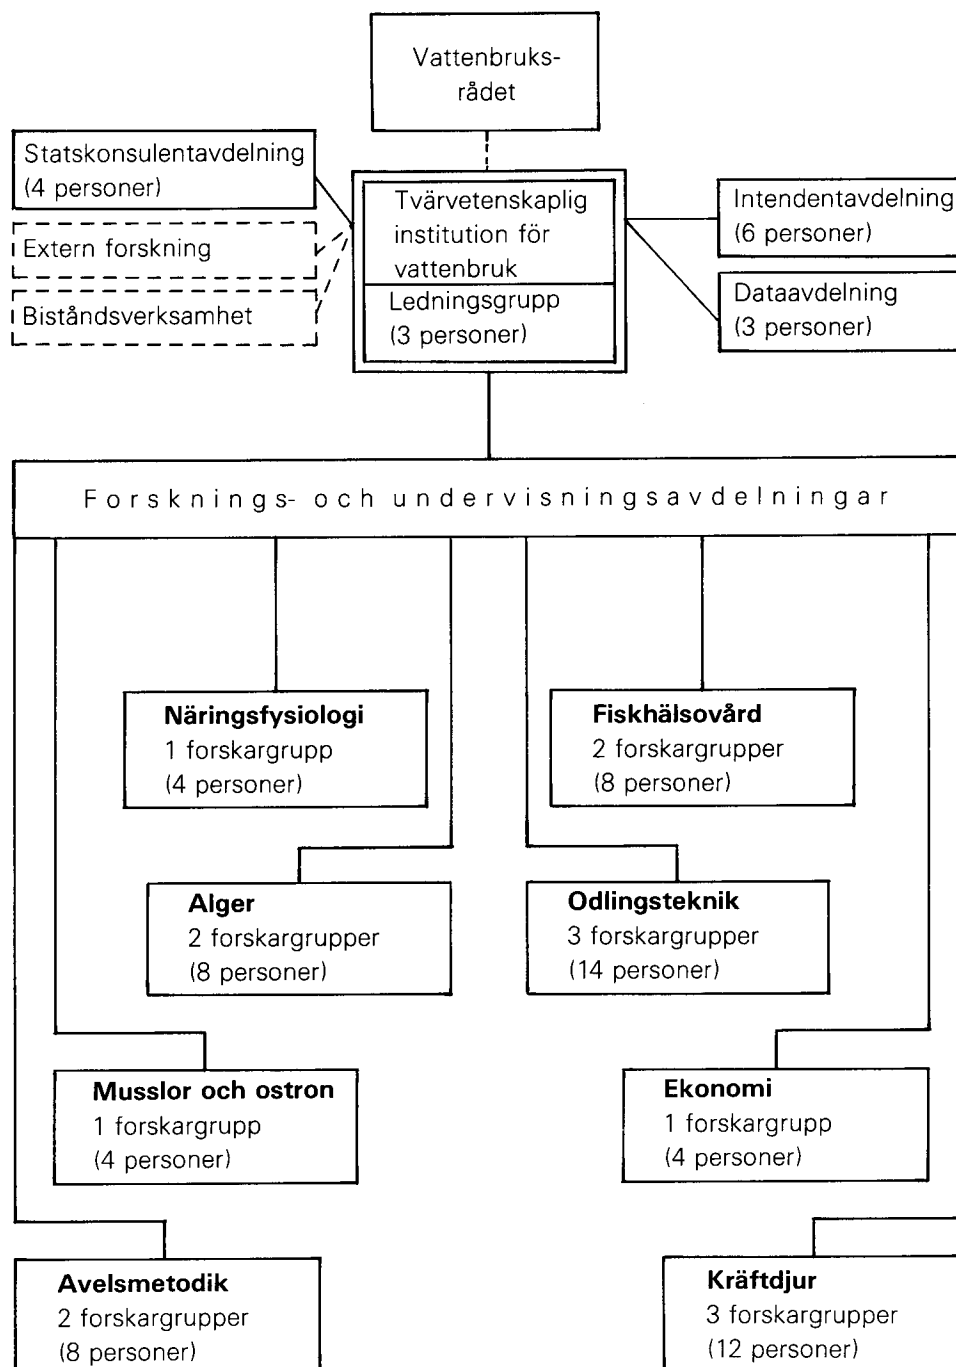 Vattenbruks-
rådet
Statskonsulentavdelning
(4 personer)
Extern forskning
Biståndsverksamhet
Tvärvetenskaplig
institution för
vattenbruk
Ledningsgrupp
(3 personer)
Intendentavdelning
(6 personer)
Dataavdelning
(3 personer)
Forsknings- och undervisningsavdelningar
Näringsfysiologi
1 forskargrupp
(4 personer)
Fiskhälsovård
2 forskargrupper
(8 personer)
Alger
2 forskargrupper
(8 personer)
Odlingsteknik
3 forskargrupper
(14 personer)
Musslor och ostron
1 forskargrupp
(4 personer)
Ekonomi
1 forskargrupp
(4 personer)
Avelsmetodik
2 forskargrupper
(8 personer)
Kräftdjur
3 forskargrupper
(12 personer)